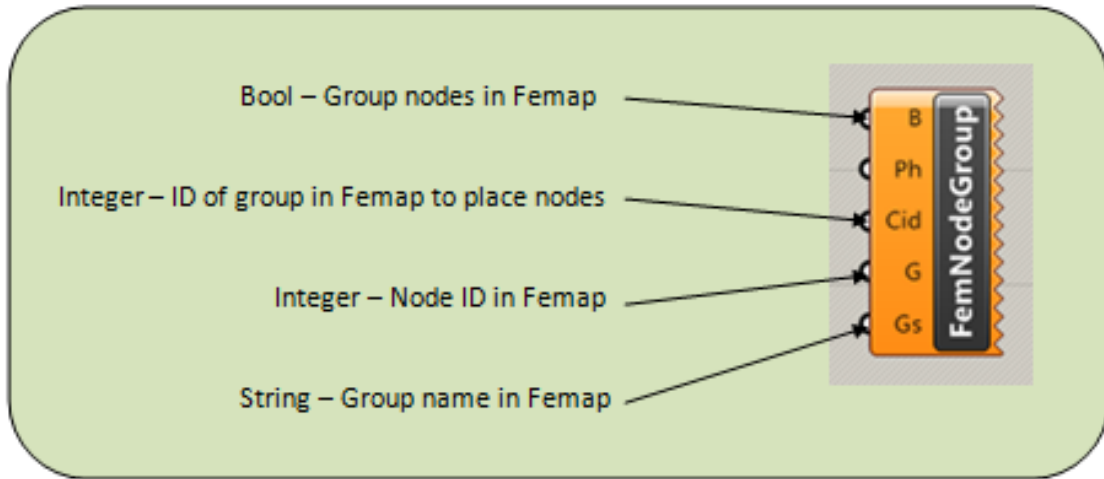 Bool – Group nodes in Femap
Integer – ID of group in Femap to place nodes
Integer – Node ID in Femap
String – Group name in Femap
B
Ph
Cid
G
Gs
FemNodeGroup